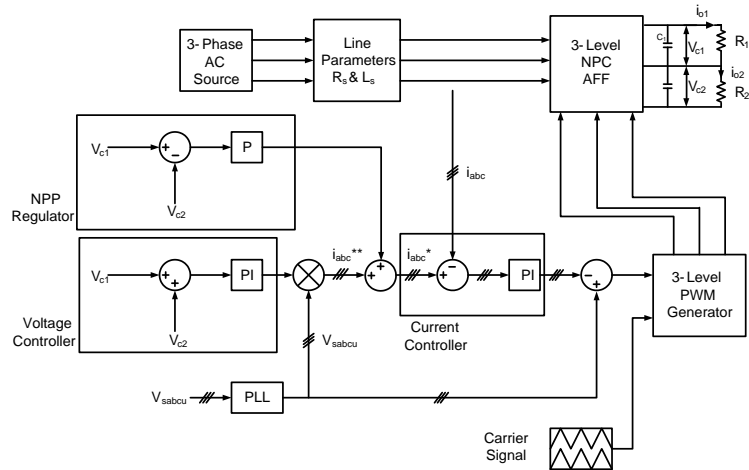 3- Phase
AC
Source
Line
Parameters
Rs & Ls
3-Level
NPC
AFF
io1
C1
Vc1
R1
io2
Vc2
R2
iabc
Vc1
+
−
P
Vc2
NPP
Regulator
Vc1
+
+
PI
Vc2
Voltage
Controller
iabc**
+
+
iabc*
−
+
PI
Current
Controller
−
+
3- Level
PWM
Generator
Vsabcu
Vsabcu
PLL
Carrier
Signal